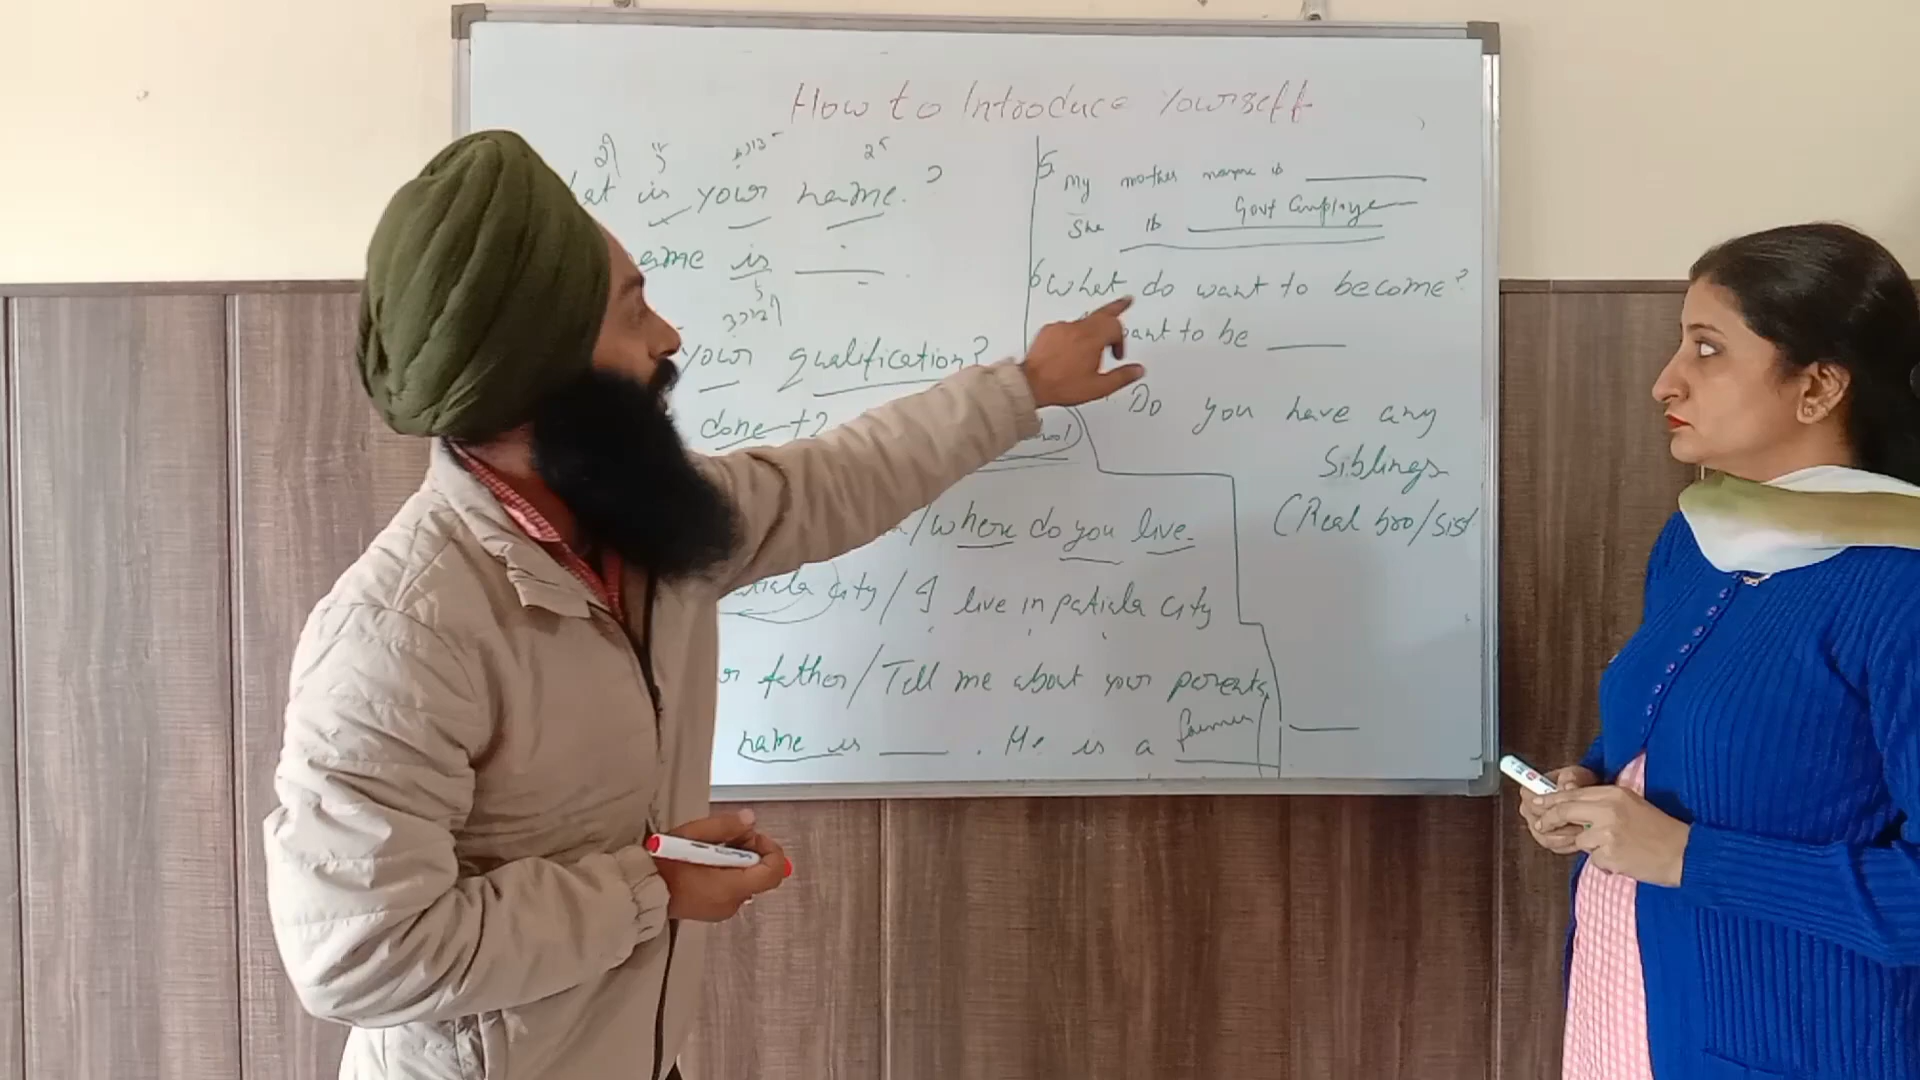 How to Introduce Yourself
is your name. ?
name is ____ .
your qualification?
done +2
/where do you live.
city / I live in patiala city
father/Tell me about your parents,
name is ____ . He is a farmer
5 My mother name is ____
She is Govt Employe
6 What do want to become?
want to be ____
Do you have any
Siblings
(Real bro/sist